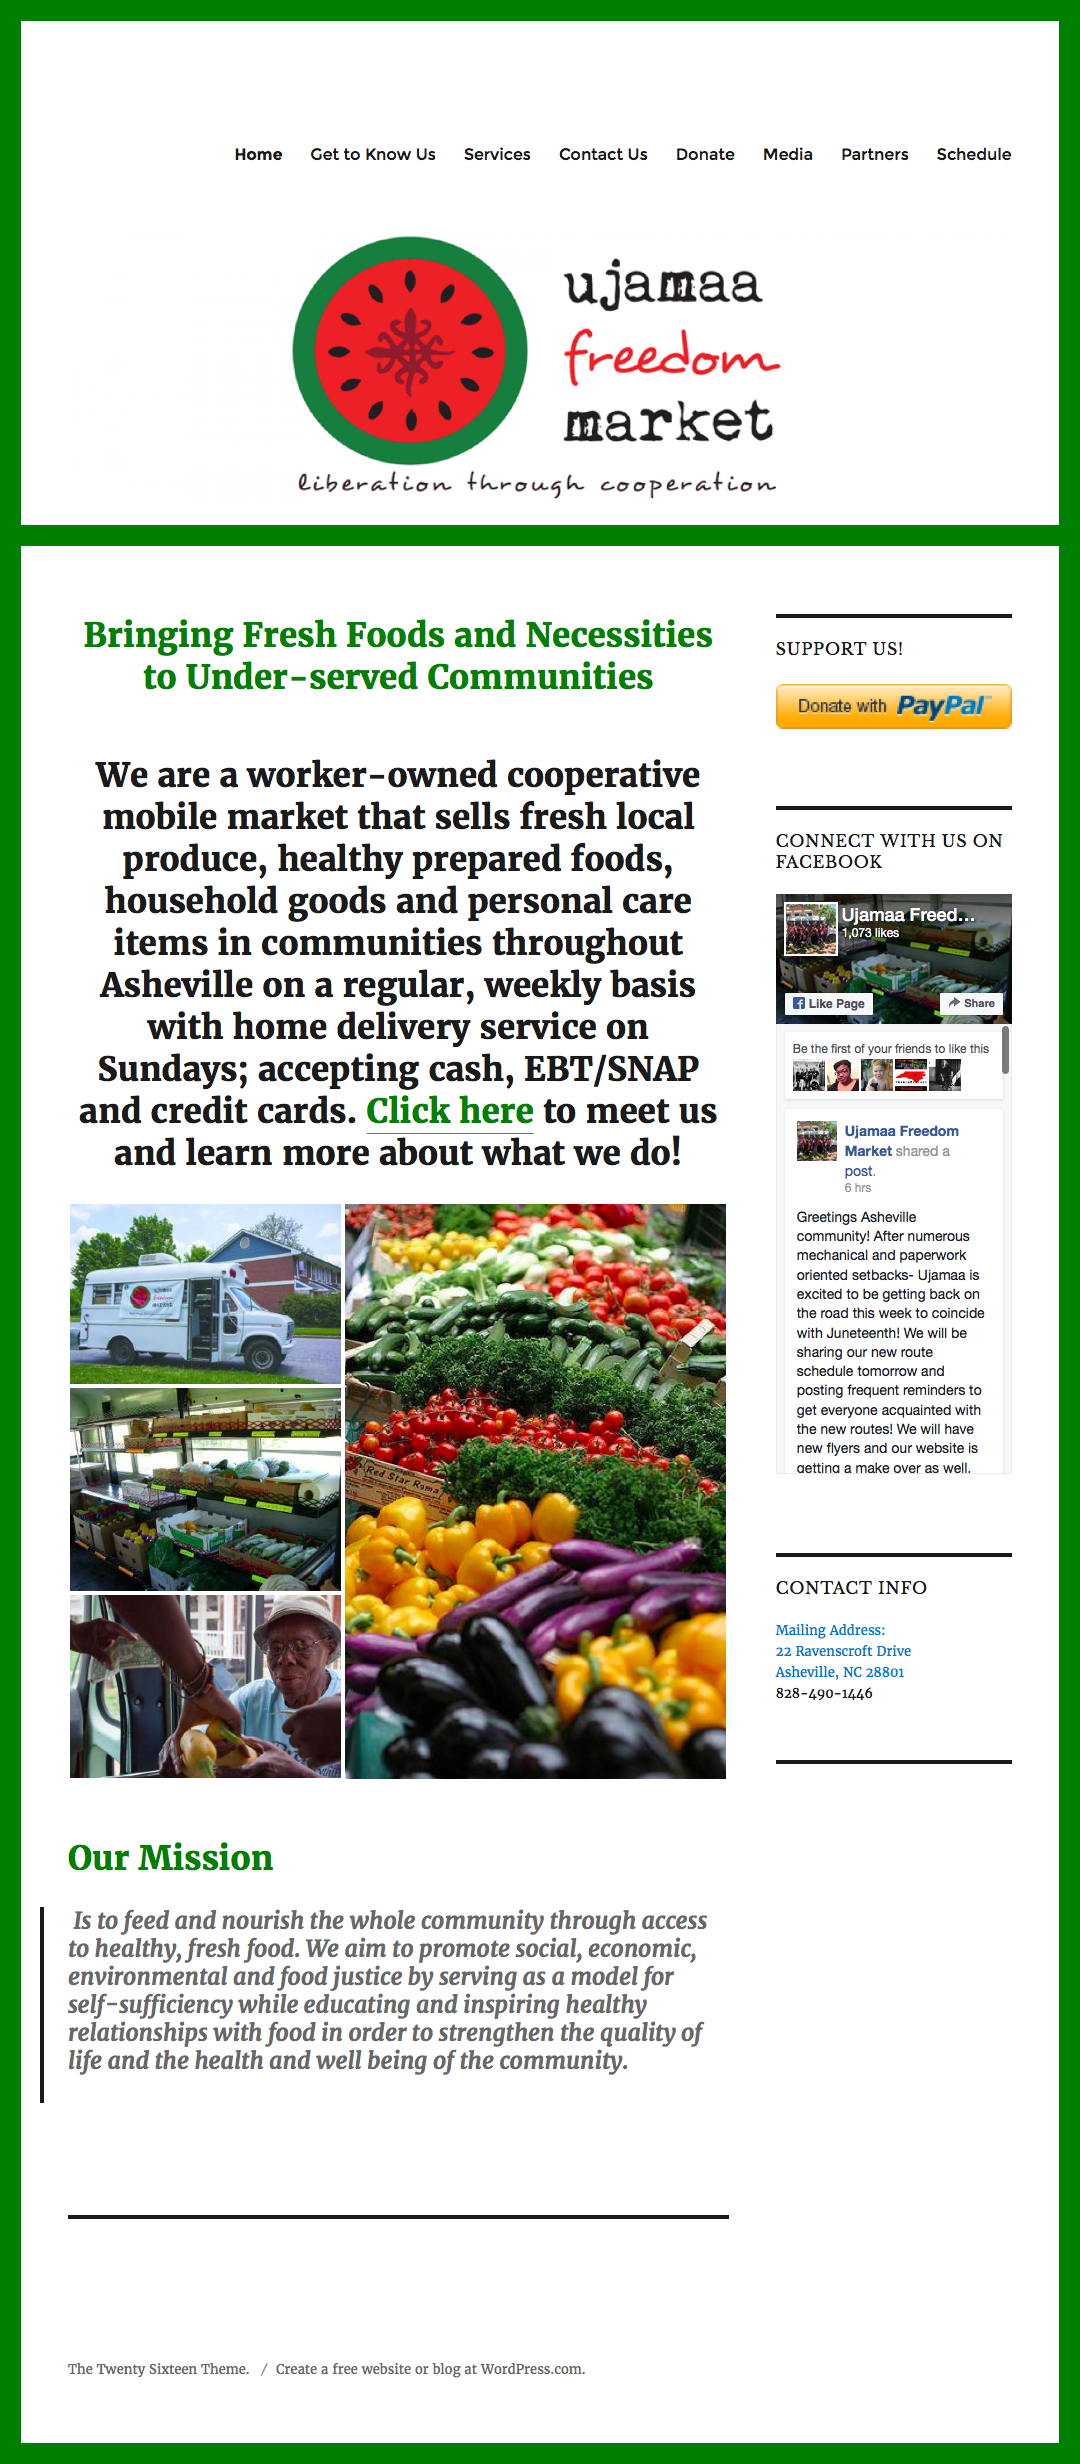 Home Get to Know Us Services Contact Us Donate Media Partners Schedule
ujamaa
freedom
market
liberation through cooperation
Bringing Fresh Foods and Necessities
to Under-served Communities
We are a worker-owned cooperative
mobile market that sells fresh local
produce, healthy prepared foods,
household goods and personal care
items in communities throughout
Asheville on a regular, weekly basis
with home delivery service on
Sundays; accepting cash, EBT/SNAP
and credit cards. Click here to meet us
and learn more about what we do!
ujamaa
freedom
market
Red Star Roma
Our Mission
Is to feed and nourish the whole community through access
to healthy, fresh food. We aim to promote social, economic,
environmental and food justice by serving as a model for
self-sufficiency while educating and inspiring healthy
relationships with food in order to strengthen the quality of
life and the health and well being of the community.
SUPPORT US!
Donate with PayPal
CONNECT WITH US ON
FACEBOOK
Ujamaa Freed...
1,073 likes
Like Page Share
Be the first of your friends to like this
Ujamaa Freedom
Market shared a
post.
6 hrs
Greetings Asheville
community! After numerous
mechanical and paperwork
oriented setbacks- Ujamaa is
excited to be getting back on
the road this week to coincide
with Juneteenth! We will be
sharing our new route
schedule tomorrow and
posting frequent reminders to
get everyone acquainted with
the new routes! We will have
new flyers and our website is
getting a make over as well.
CONTACT INFO
Mailing Address:
22 Ravenscroft Drive
Asheville, NC 28801
828-490-1446
The Twenty Sixteen Theme. / Create a free website or blog at WordPress.com.